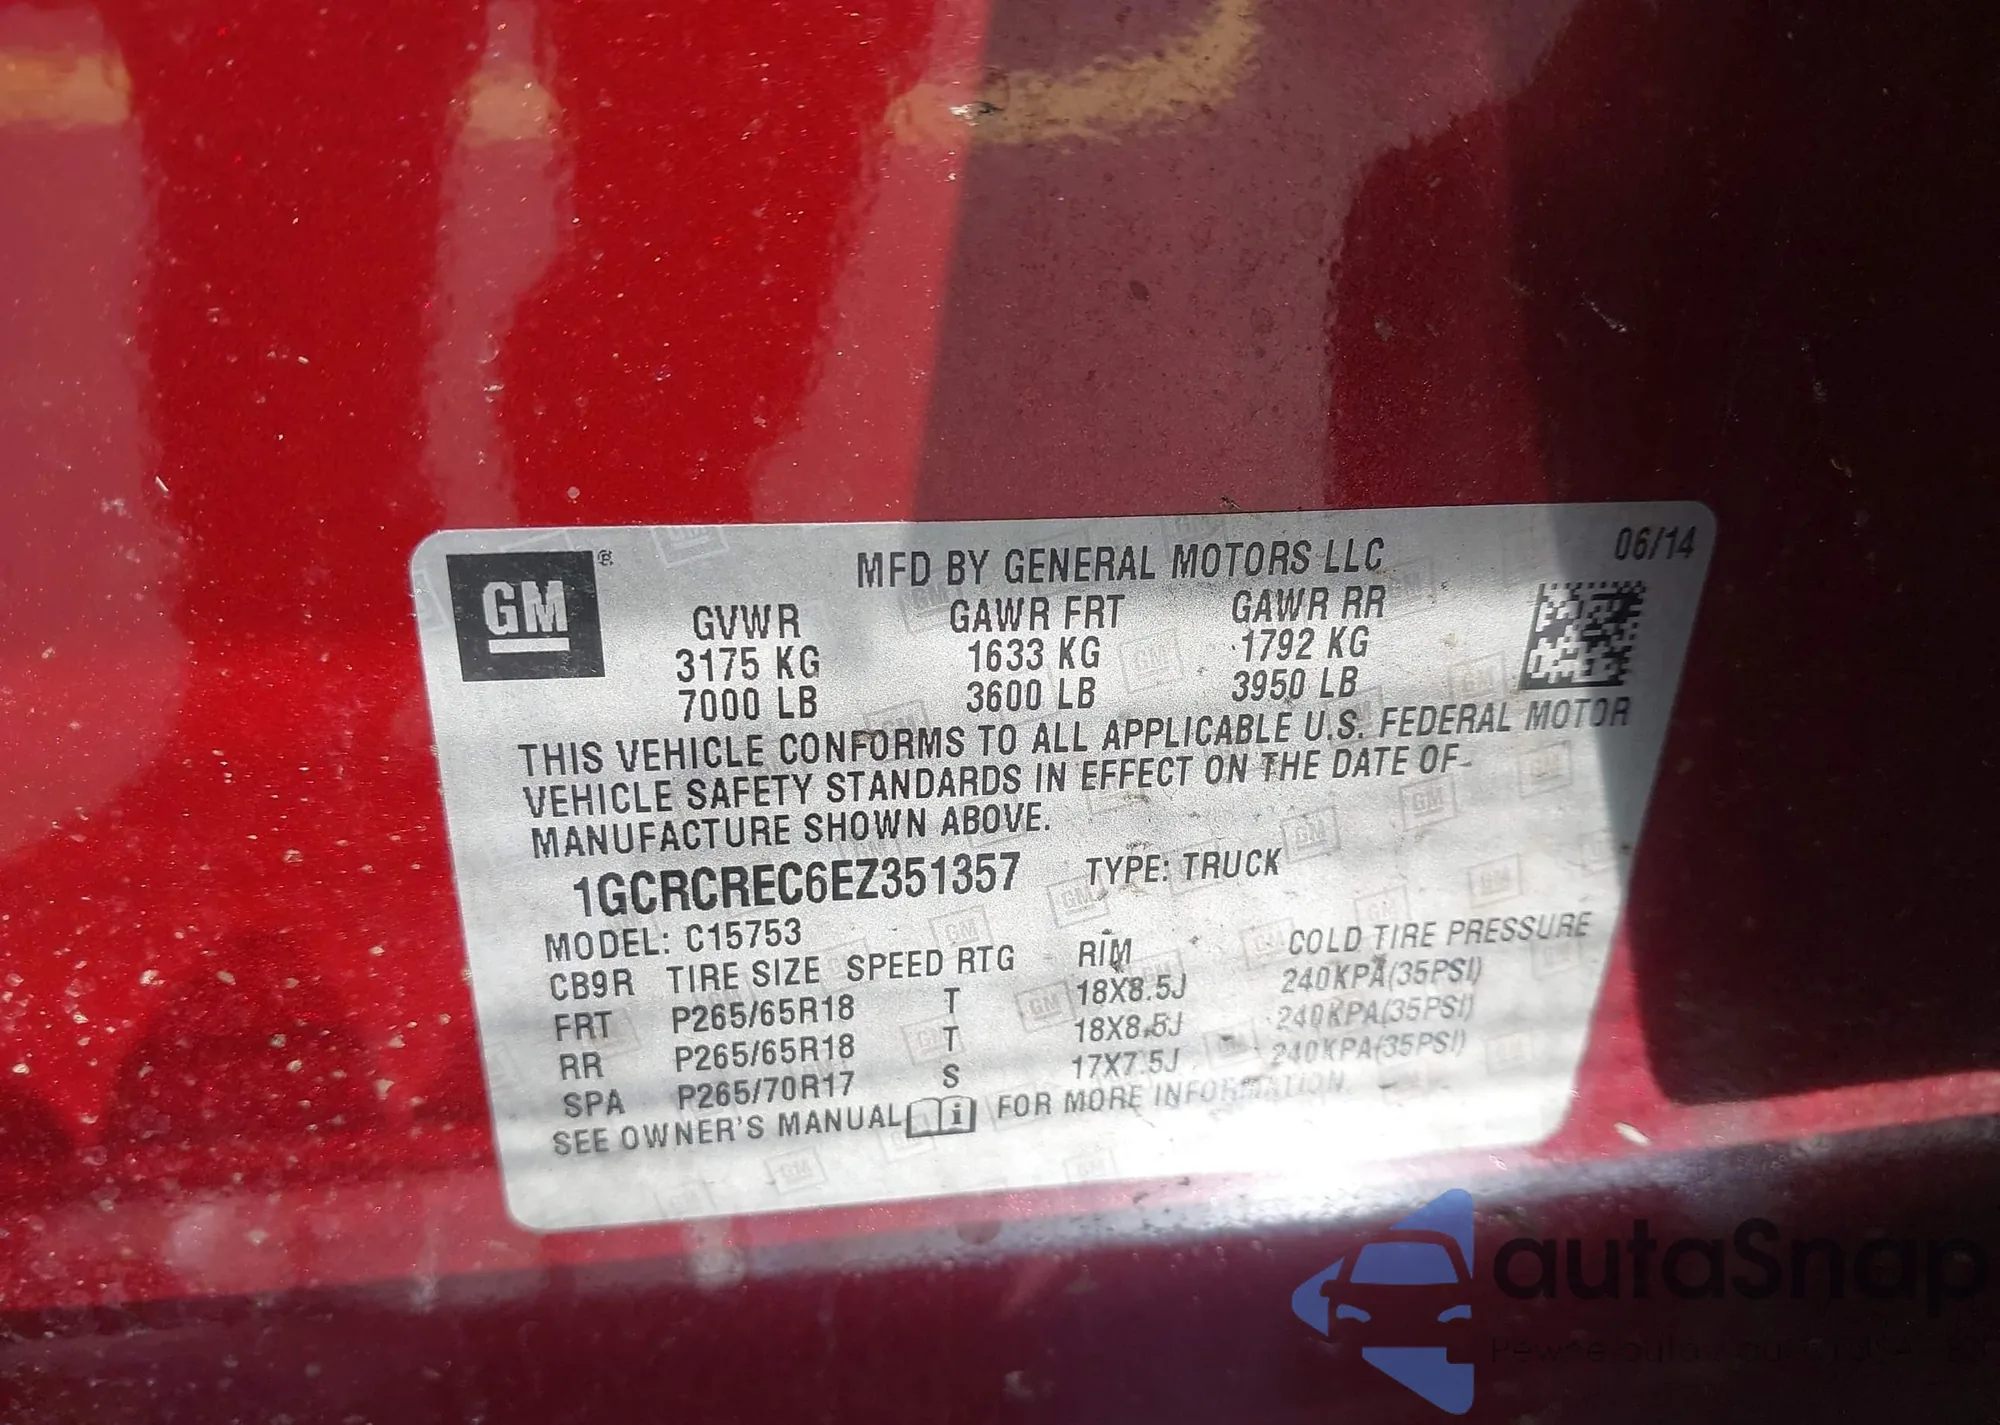 GM ®
MFD BY GENERAL MOTORS LLC 06/14
GVWR GAWR FRT GAWR RR
3175 KG 1633 KG 1792 KG
7000 LB 3600 LB 3950 LB
THIS VEHICLE CONFORMS TO ALL APPLICABLE U.S. FEDERAL MOTOR
VEHICLE SAFETY STANDARDS IN EFFECT ON THE DATE OF
MANUFACTURE SHOWN ABOVE.
1GCRCREC6EZ351357 TYPE: TRUCK
MODEL: C15753
CB9R TIRE SIZE SPEED RTG RIM COLD TIRE PRESSURE
FRT P265/65R18 T 18X8.5J 240KPA(35PSI)
RR P265/65R18 T 18X8.5J 240KPA(35PSI)
SPA P265/70R17 S 17X7.5J 240KPA(35PSI)
SEE OWNER'S MANUAL FOR MORE INFORMATION
autaSnap